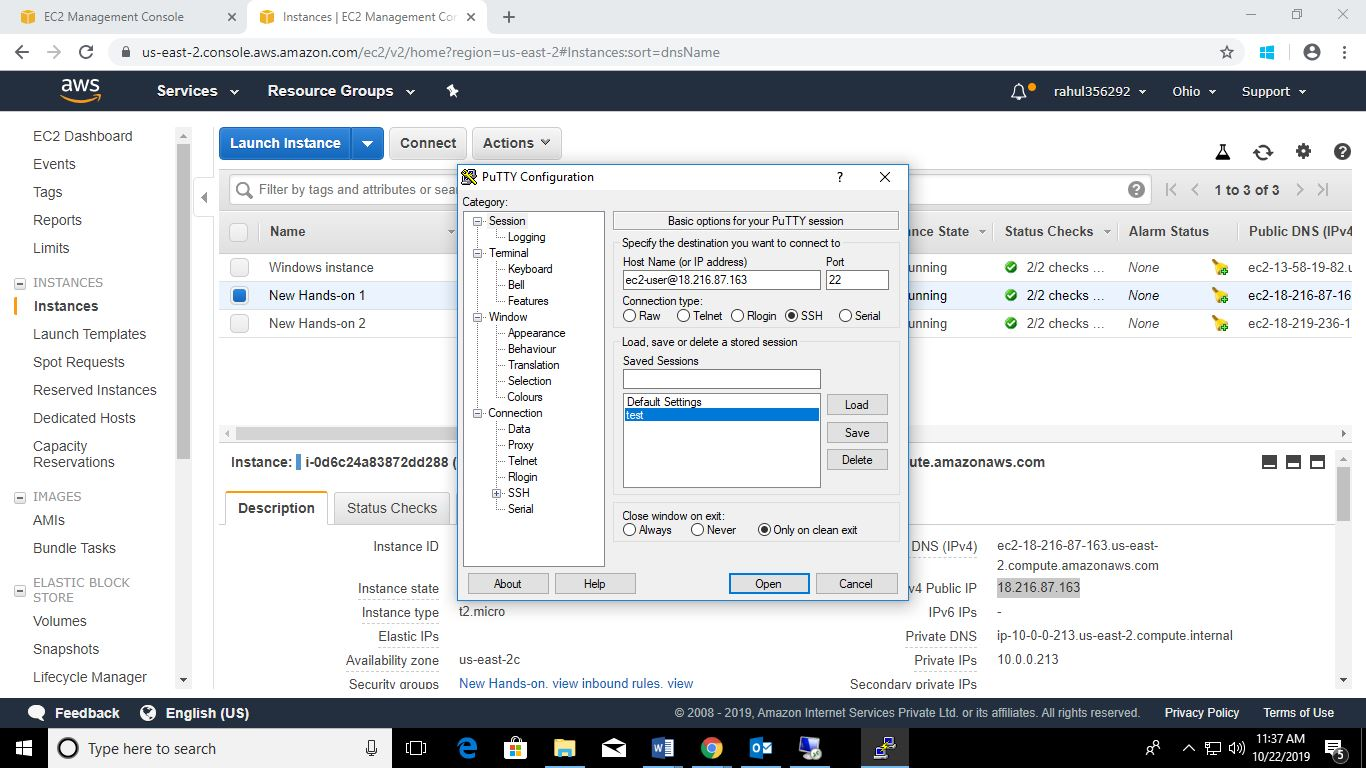 EC2 Management Console
Instances | EC2 Management Con
us-east-2.console.aws.amazon.com/ec2/v2/home?region=us-east-2#Instances:sort=dnsName
aws
Services
Resource Groups
rahul356292
Ohio
Support
EC2 Dashboard
Events
Tags
Reports
Limits
INSTANCES
Instances
Launch Templates
Spot Requests
Reserved Instances
Dedicated Hosts
Capacity
Reservations
IMAGES
AMIs
Bundle Tasks
ELASTIC BLOCK
STORE
Volumes
Snapshots
Lifecycle Manager
Launch Instance
Connect
Actions
Filter by tags and attributes or sea
1 to 3 of 3
Name
nce State
Status Checks
Alarm Status
Public DNS (IPv4
Windows instance
unning
2/2 checks ...
None
ec2-13-58-19-82.u
New Hands-on 1
unning
2/2 checks ...
None
ec2-18-216-87-16
New Hands-on 2
unning
2/2 checks ...
None
ec2-18-219-236-1
PuTTY Configuration
?
Category:
Session
Logging
Terminal
Keyboard
Bell
Features
Window
Appearance
Behaviour
Translation
Selection
Colours
Connection
Data
Proxy
Telnet
Rlogin
SSH
Serial
Basic options for your PuTTY session
Specify the destination you want to connect to
Host Name (or IP address)
Port
ec2-user@18.216.87.163
22
Connection type:
Raw
Telnet
Rlogin
SSH
Serial
Load, save or delete a stored session
Saved Sessions
Default Settings
test
Load
Save
Delete
Close window on exit:
Always
Never
Only on clean exit
About
Help
Open
Cancel
Instance:
i-0d6c24a83872dd288 (
ute.amazonaws.com
Description
Status Checks
Instance ID
Instance state
Instance type
t2.micro
Elastic IPs
Availability zone
us-east-2c
Security groups
New Hands-on. view inbound rules. view
DNS (IPv4)
ec2-18-216-87-163.us-east-
2.compute.amazonaws.com
v4 Public IP
18.216.87.163
IPv6 IPs
-
Private DNS
ip-10-0-0-213.us-east-2.compute.internal
Private IPs
10.0.0.213
Secondary private IPs
Feedback
English (US)
© 2008 - 2019, Amazon Internet Services Private Ltd. or its affiliates. All rights reserved.
Privacy Policy
Terms of Use
Type here to search
11:37 AM
10/22/2019
5